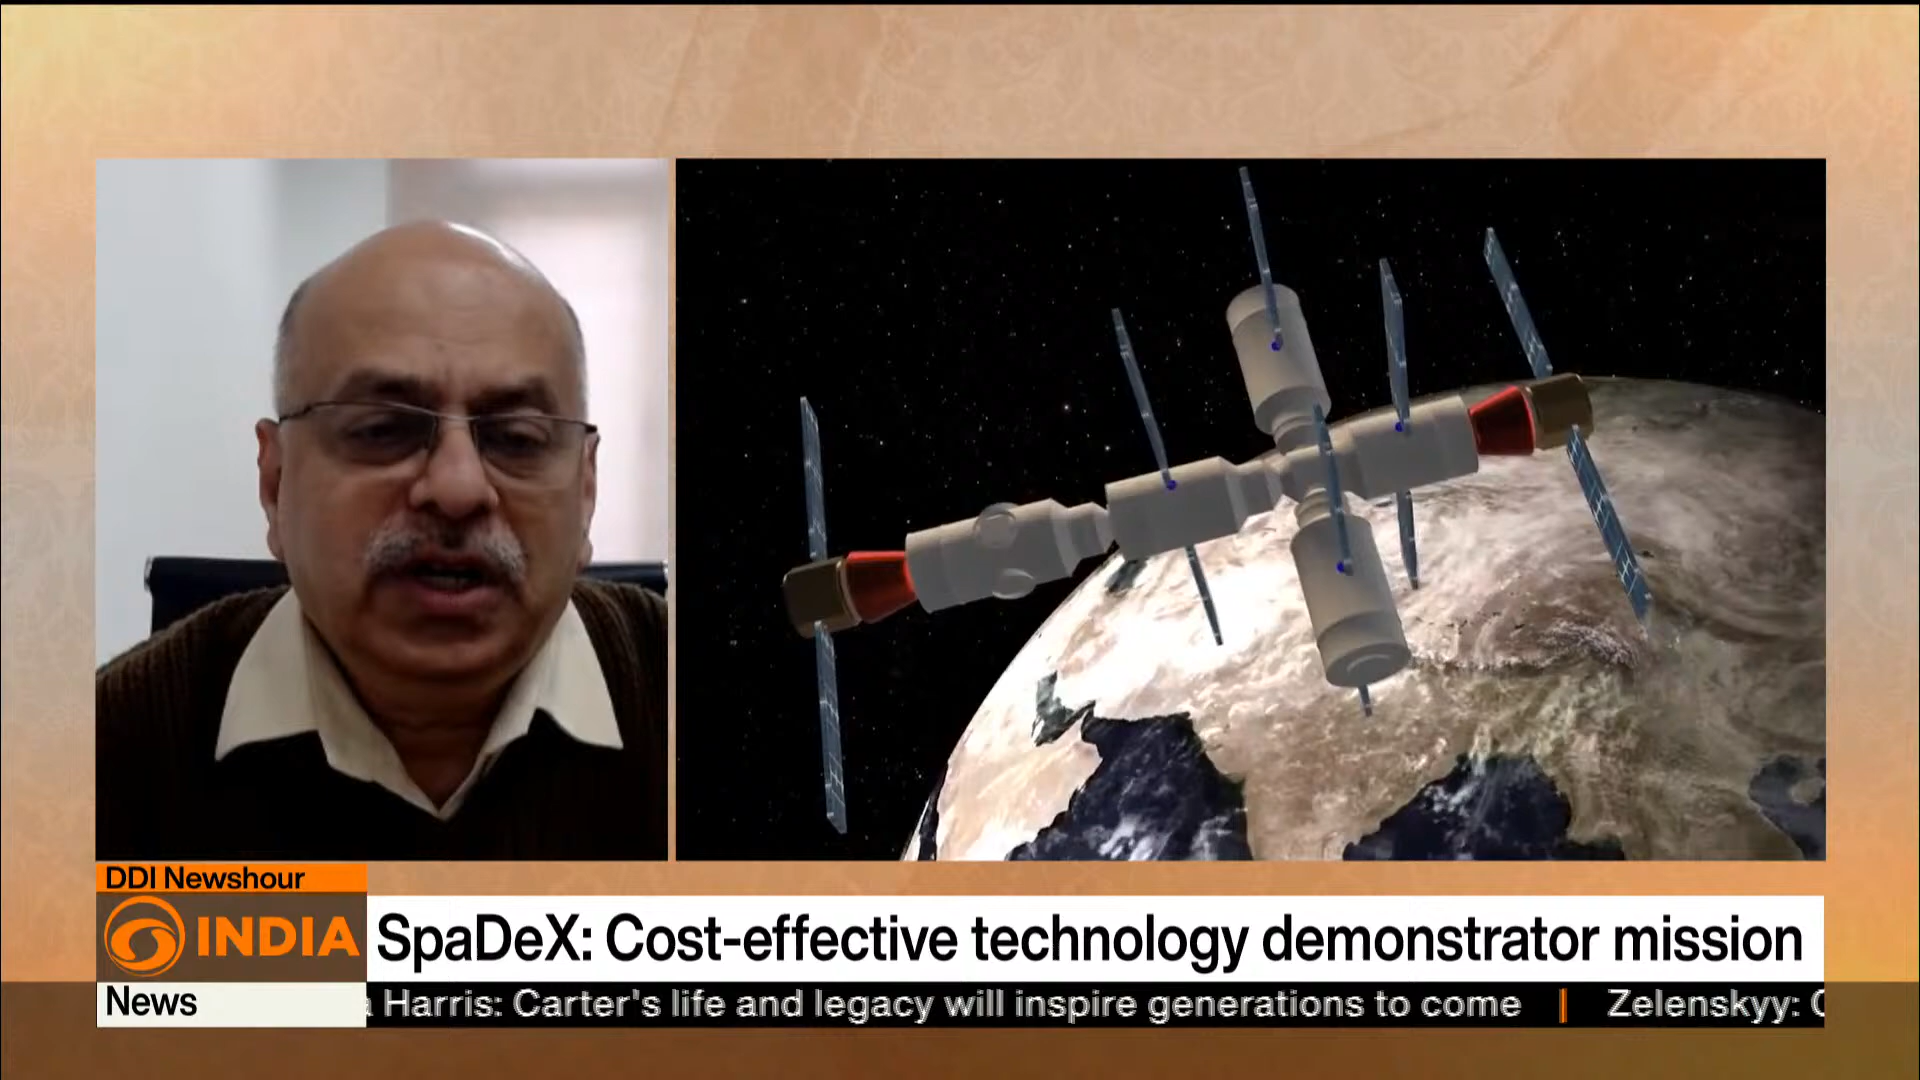 DDI Newshour
INDIA
SpaDeX: Cost-effective technology demonstrator mission
News
Harris: Carter's life and legacy will inspire generations to come | Zelenskyy: